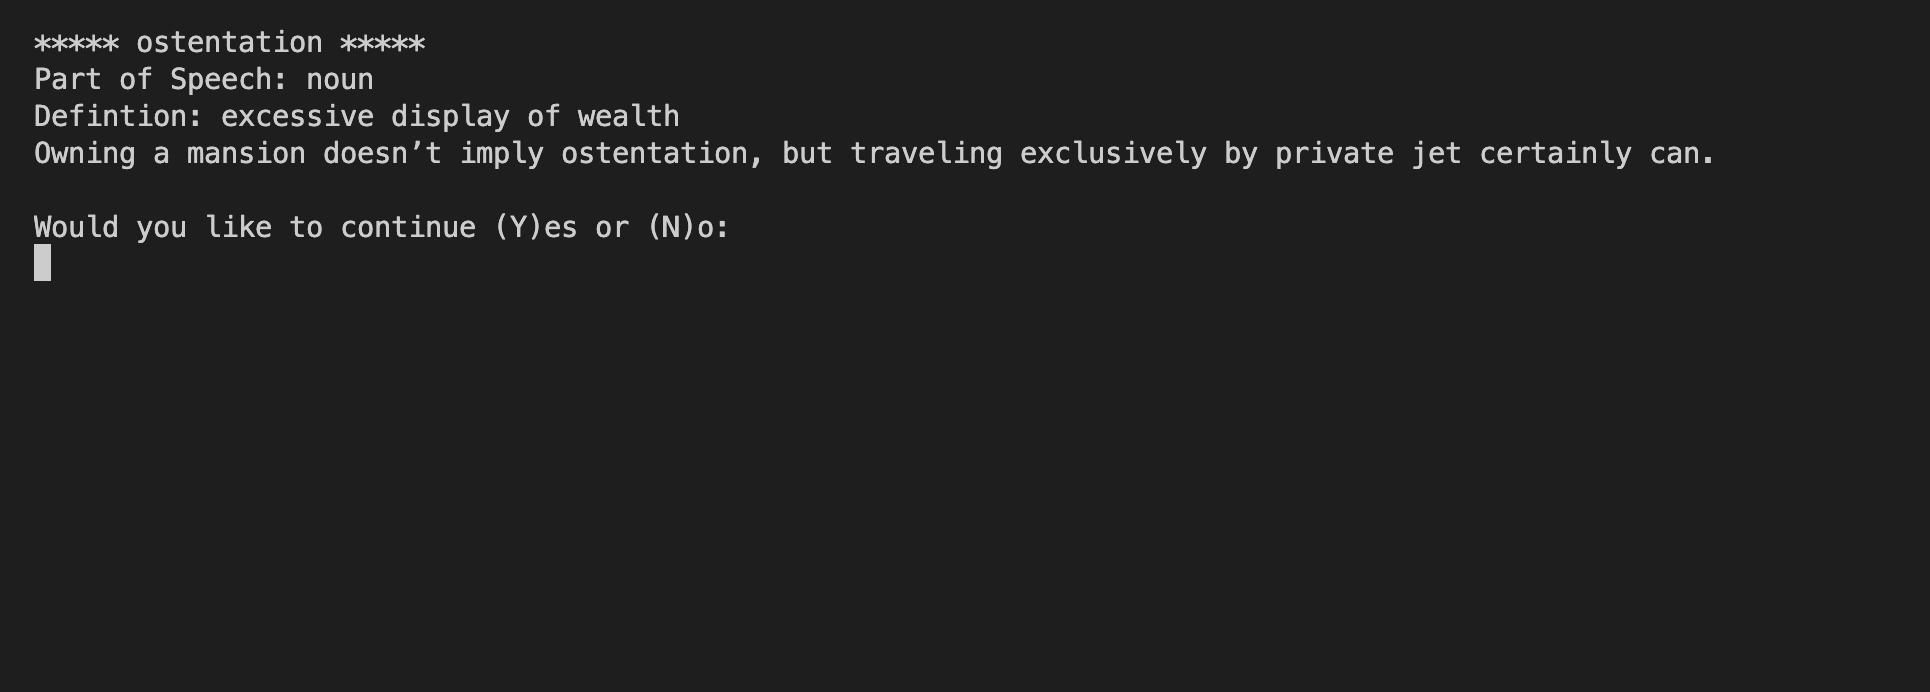 ***** ostentation *****
Part of Speech: noun
Defintion: excessive display of wealth
Owning a mansion doesn’t imply ostentation, but traveling exclusively by private jet certainly can.
Would you like to continue (Y)es or (N)o: